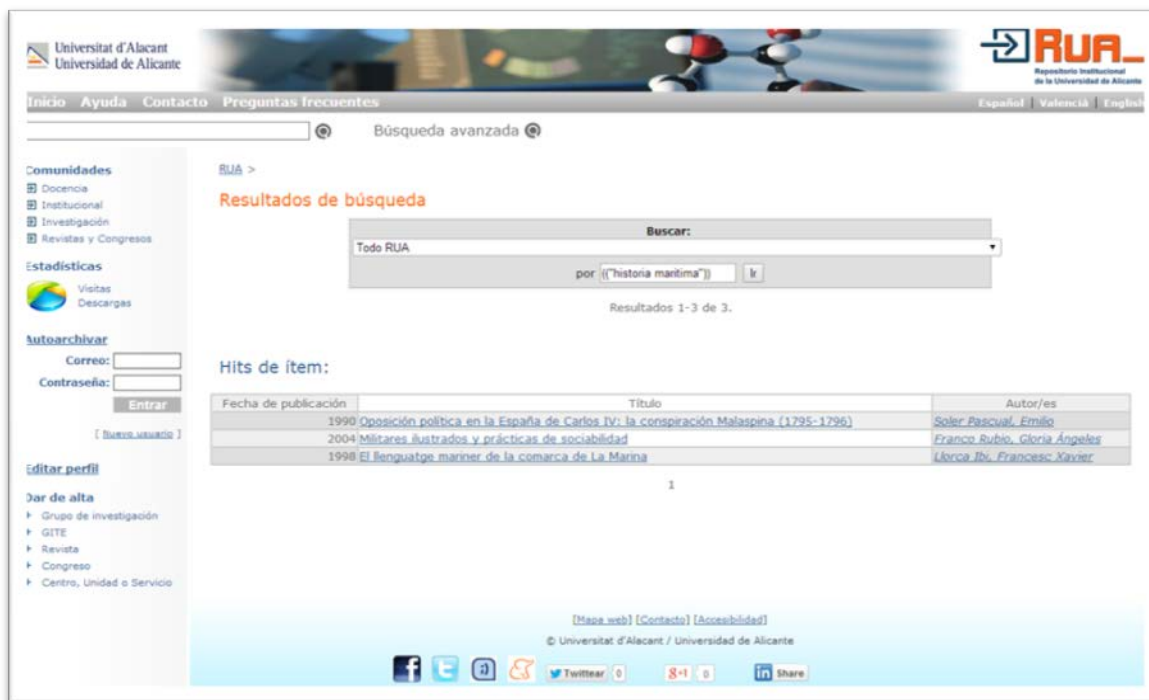 Universitat d'Alacant
Universidad de Alicante
RUA_
Repositorio Institucional
de la Universidad de Alicante
Inicio Ayuda Contacto Preguntas frecuentes
Español | Valencià | English
Búsqueda avanzada
Comunidades
Docencia
Institucional
Investigación
Revistas y Congresos
Estadísticas
Visitas
Descargas
Autoarchivar
Correo:
Contraseña:
Entrar
[ Nuevo usuario ]
Editar perfil
Dar de alta
Grupo de investigación
GITE
Revista
Congreso
Centro, Unidad o Servicio
RUA >
Resultados de búsqueda
Buscar:
Todo RUA
por (("historia maritima")) Ir
Resultados 1-3 de 3.
Hits de ítem:
Fecha de publicación Título Autor/es
1990 Oposición política en la España de Carlos IV: la conspiración Malaspina (1795-1796) Soler Pascual, Emilio
2004 Militares ilustrados y prácticas de sociabilidad Franco Rubio, Gloria Ángeles
1998 El llenguatge mariner de la comarca de La Marina Llorca Ibi, Francesc Xavier
1
[Mapa web] [Contacto] [Accesibilidad]
© Universitat d'Alacant / Universidad de Alicante
Twittear 0 g+1 0 in Share